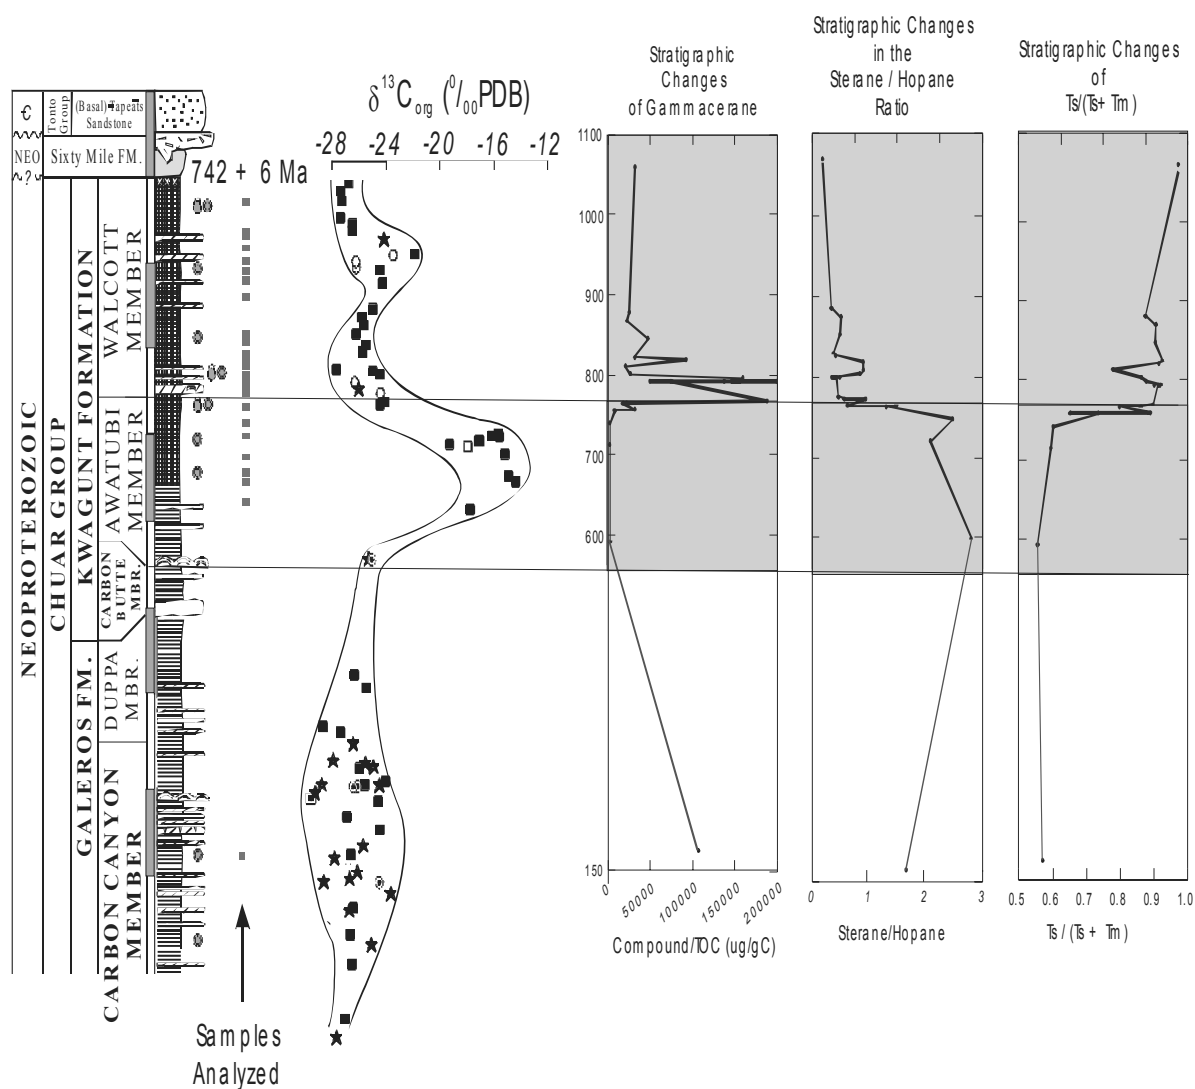 Stratigraphic Changes
in the
Sterane / Hopane
Ratio
Stratigraphic
Changes
of Gammacerane
Stratigraphic Changes
of
Ts/(Ts+ Tm)
δ13Corg (0/00PDB)
-28 -24 -20 -16 -12
Є
Tonto
Group
(Basal) Tapeats
Sandstone
NEO
Sixty Mile FM.
?
742 + 6 Ma
NEOPROTEROZOIC
CHUAR GROUP
KWAGUNT FORMATION
GALEROS FM.
WALCOTT
MEMBER
AWATUBI
MEMBER
CARBON
BUTTE
MBR.
DUPPA
MBR.
CARBON CANYON
MEMBER
Samples
Analyzed
1100
1000
900
800
700
600
150
0 50000 100000 150000 200000
Compound/TOC (ug/gC)
0 1 2 3
Sterane/Hopane
0.5 0.6 0.7 0.8 0.9 1.0
Ts / (Ts + Tm)